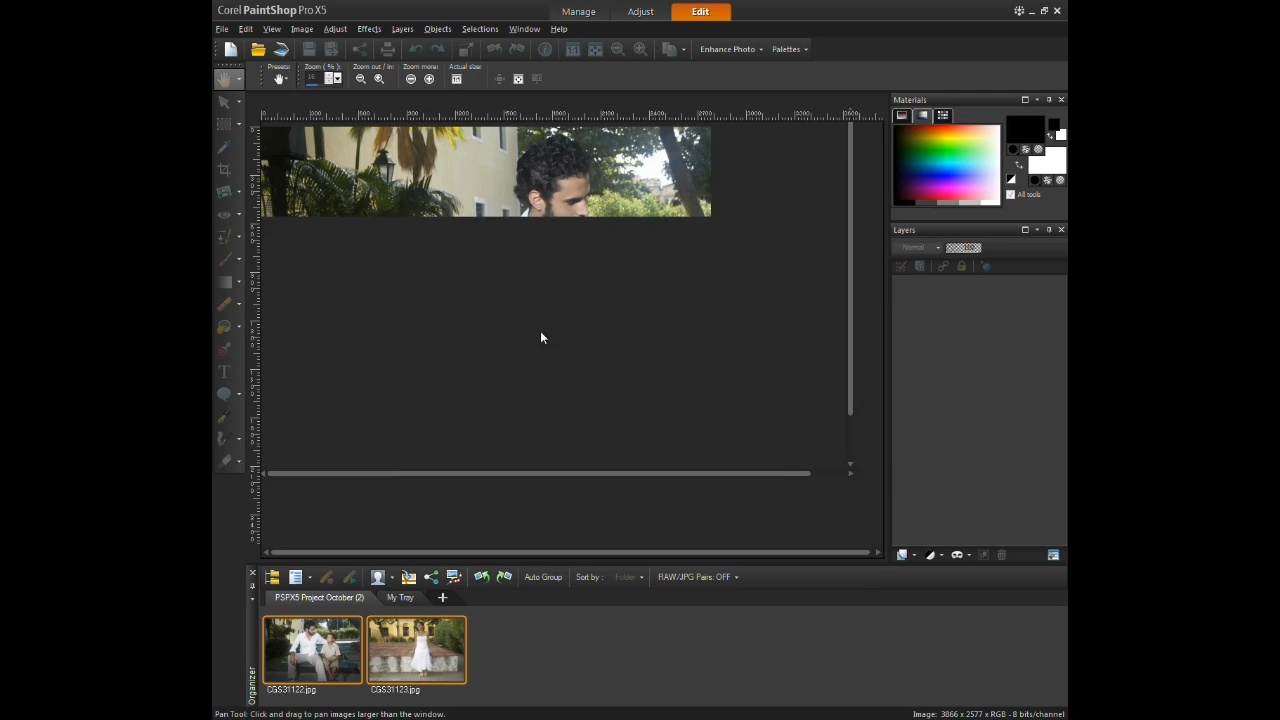 Corel PaintShop Pro X5
Manage Adjust Edit
File Edit View Image Adjust Effects Layers Objects Selections Window Help
Enhance Photo Palettes
Presets: Zoom ( % ): Zoom out / in: Zoom more: Actual size:
16
Materials
All tools
Layers
Normal 100
Auto Group Sort by : Folder RAW/JPG Pairs: OFF
PSPX5 Project October (2) My Tray
Organizer
CGS31122.jpg CGS31123.jpg
Pan Tool: Click and drag to pan images larger than the window. Image: 3866 x 2577 x RGB - 8 bits/channel